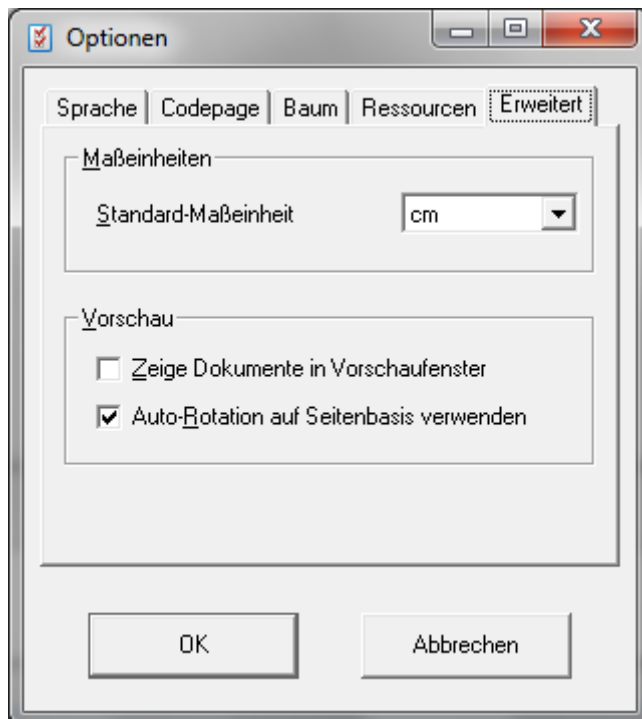 Optionen
Sprache Codepage Baum Ressourcen Erweitert
Maßeinheiten
Standard-Maßeinheit cm
Vorschau
Zeige Dokumente in Vorschaufenster
Auto-Rotation auf Seitenbasis verwenden
OK Abbrechen